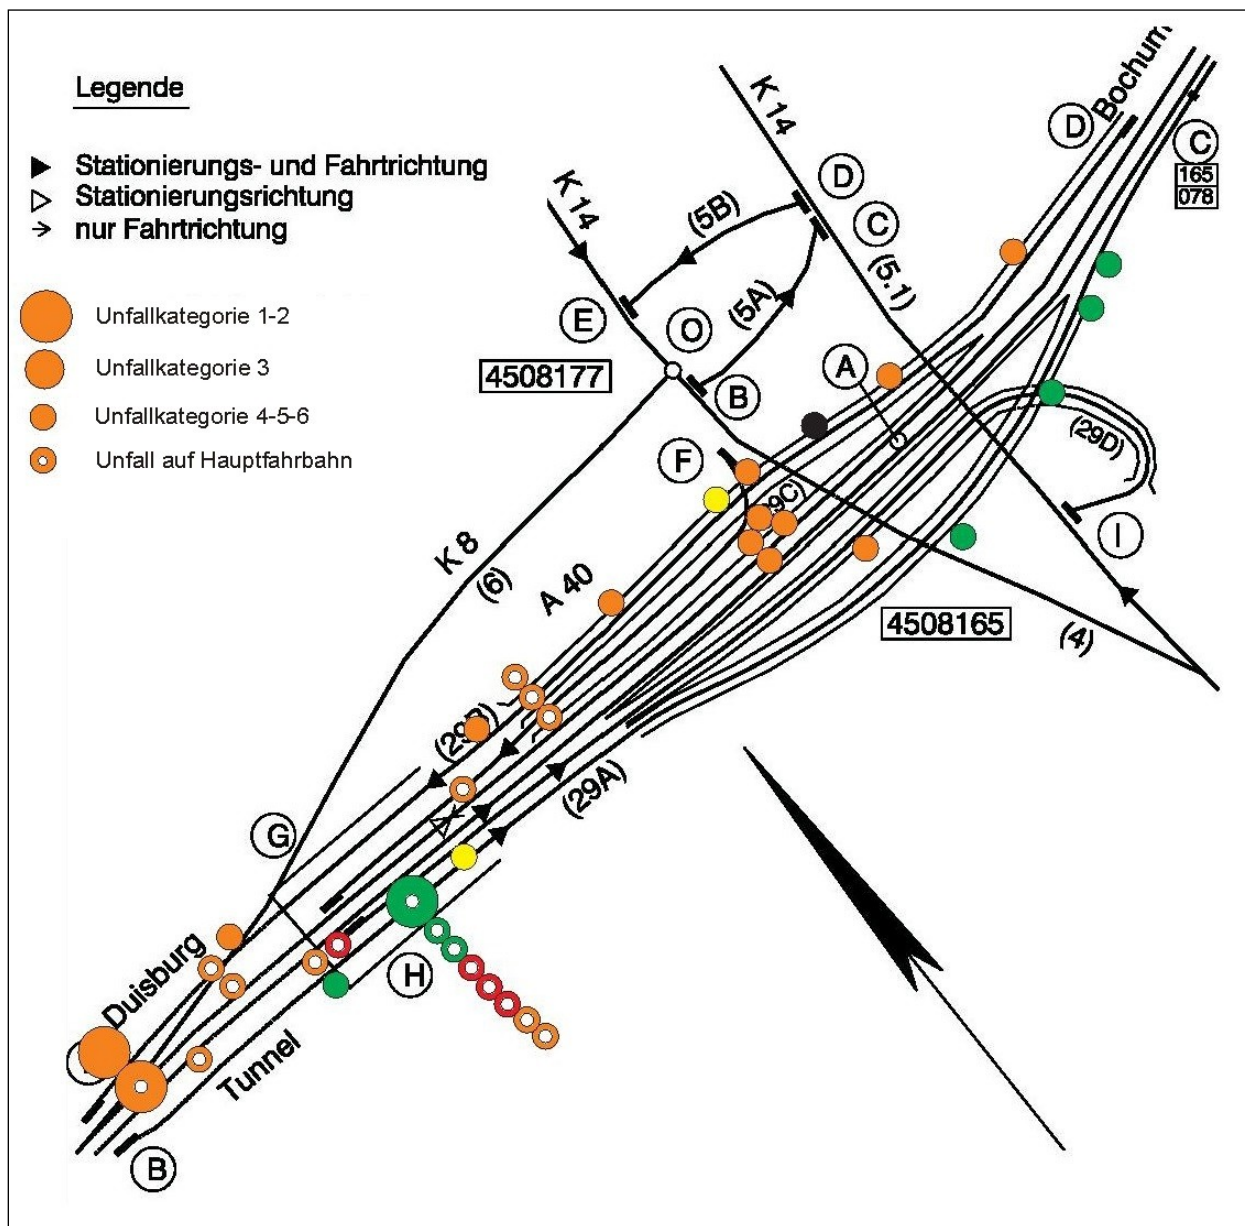 Legende
Stationierungs- und Fahrtrichtung
Stationierungsrichtung
nur Fahrtrichtung
Unfallkategorie 1-2
Unfallkategorie 3
Unfallkategorie 4-5-6
Unfall auf Hauptfahrbahn
Bochum
K 14
D
C
165
078
K 14
D
(5B)
C
(5.1)
(5A)
E
O
A
4508177
B
(29D)
F
29C)
I
K 8
(6)
A 40
4508165
(4)
(29A)
G
H
Duisburg
Tunnel
B